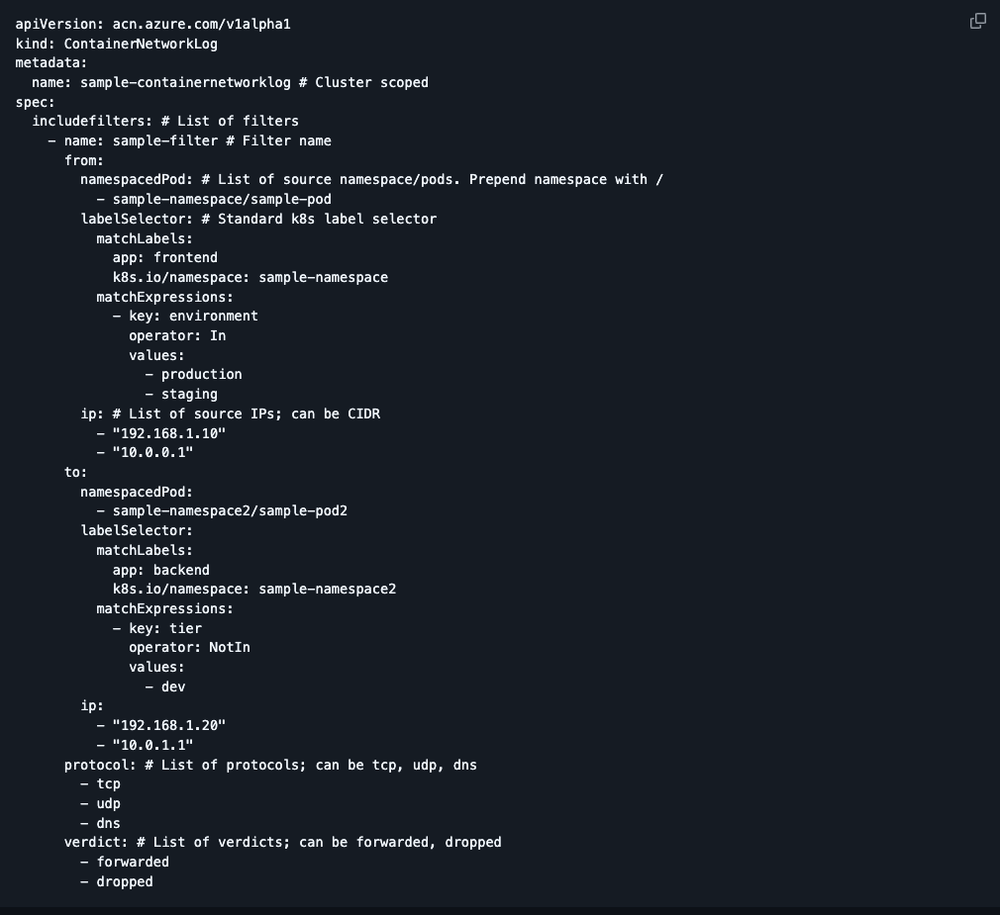 apiVersion: acn.azure.com/v1alpha1
kind: ContainerNetworkLog
metadata:
  name: sample-containernetworklog # Cluster scoped
spec:
  includefilters: # List of filters
    - name: sample-filter # Filter name
      from:
        namespacedPod: # List of source namespace/pods. Prepend namespace with /
          - sample-namespace/sample-pod
        labelSelector: # Standard k8s label selector
          matchLabels:
            app: frontend
            k8s.io/namespace: sample-namespace
          matchExpressions:
            - key: environment
              operator: In
              values:
                - production
                - staging
        ip: # List of source IPs; can be CIDR
          - "192.168.1.10"
          - "10.0.0.1"
      to:
        namespacedPod:
          - sample-namespace2/sample-pod2
        labelSelector:
          matchLabels:
            app: backend
            k8s.io/namespace: sample-namespace2
          matchExpressions:
            - key: tier
              operator: NotIn
              values:
                - dev
        ip:
          - "192.168.1.20"
          - "10.0.1.1"
      protocol: # List of protocols; can be tcp, udp, dns
        - tcp
        - udp
        - dns
      verdict: # List of verdicts; can be forwarded, dropped
        - forwarded
        - dropped